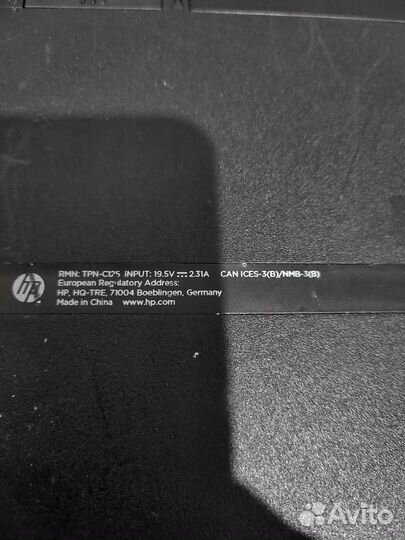 RMN: TPN-C125 INPUT: 19.5V⎓2.31A CAN ICES-3(B)/NMB-3(B)
European Regulatory Address:
HP, HQ-TRE, 71004 Boeblingen, Germany
Made in China www.hp.com
hp
Avito